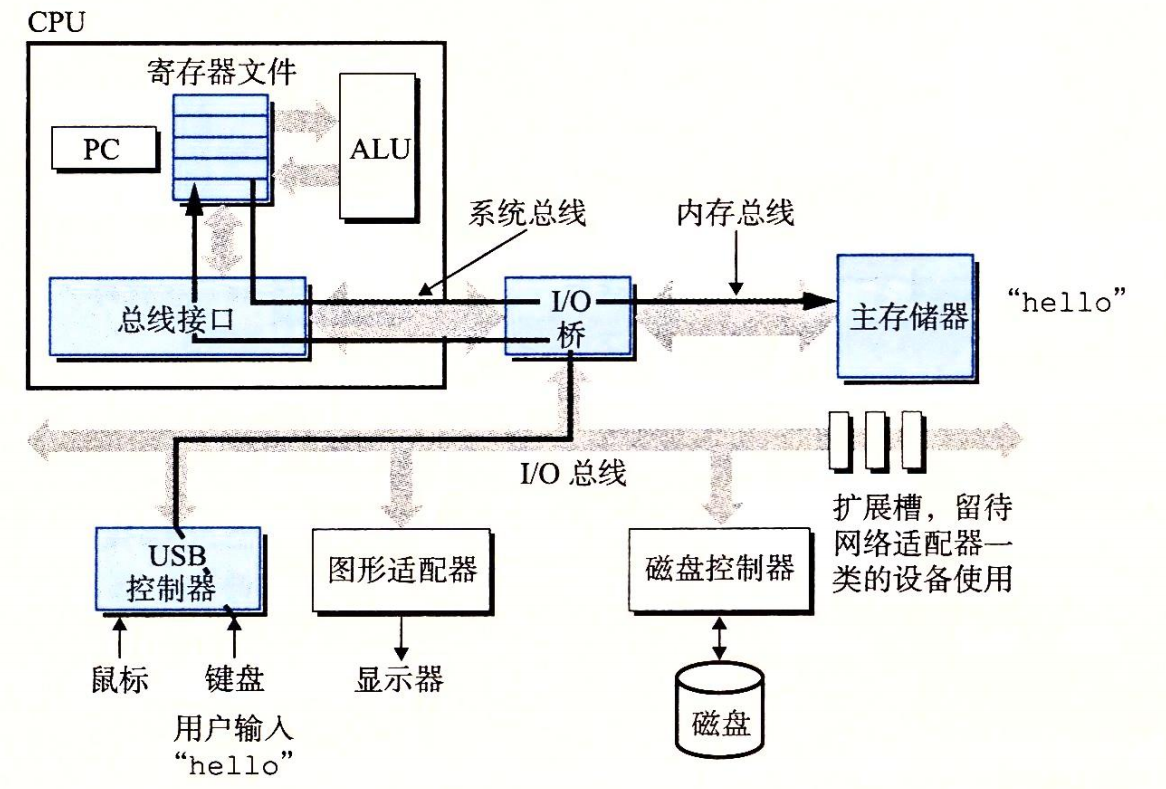 CPU
寄存器文件
PC
ALU
系统总线
内存总线
总线接口
I/O
桥
主存储器
“hello”
I/O 总线
扩展槽，留待
网络适配器一
类的设备使用
USB
控制器
图形适配器
磁盘控制器
鼠标
键盘
显示器
磁盘
用户输入
“hello”